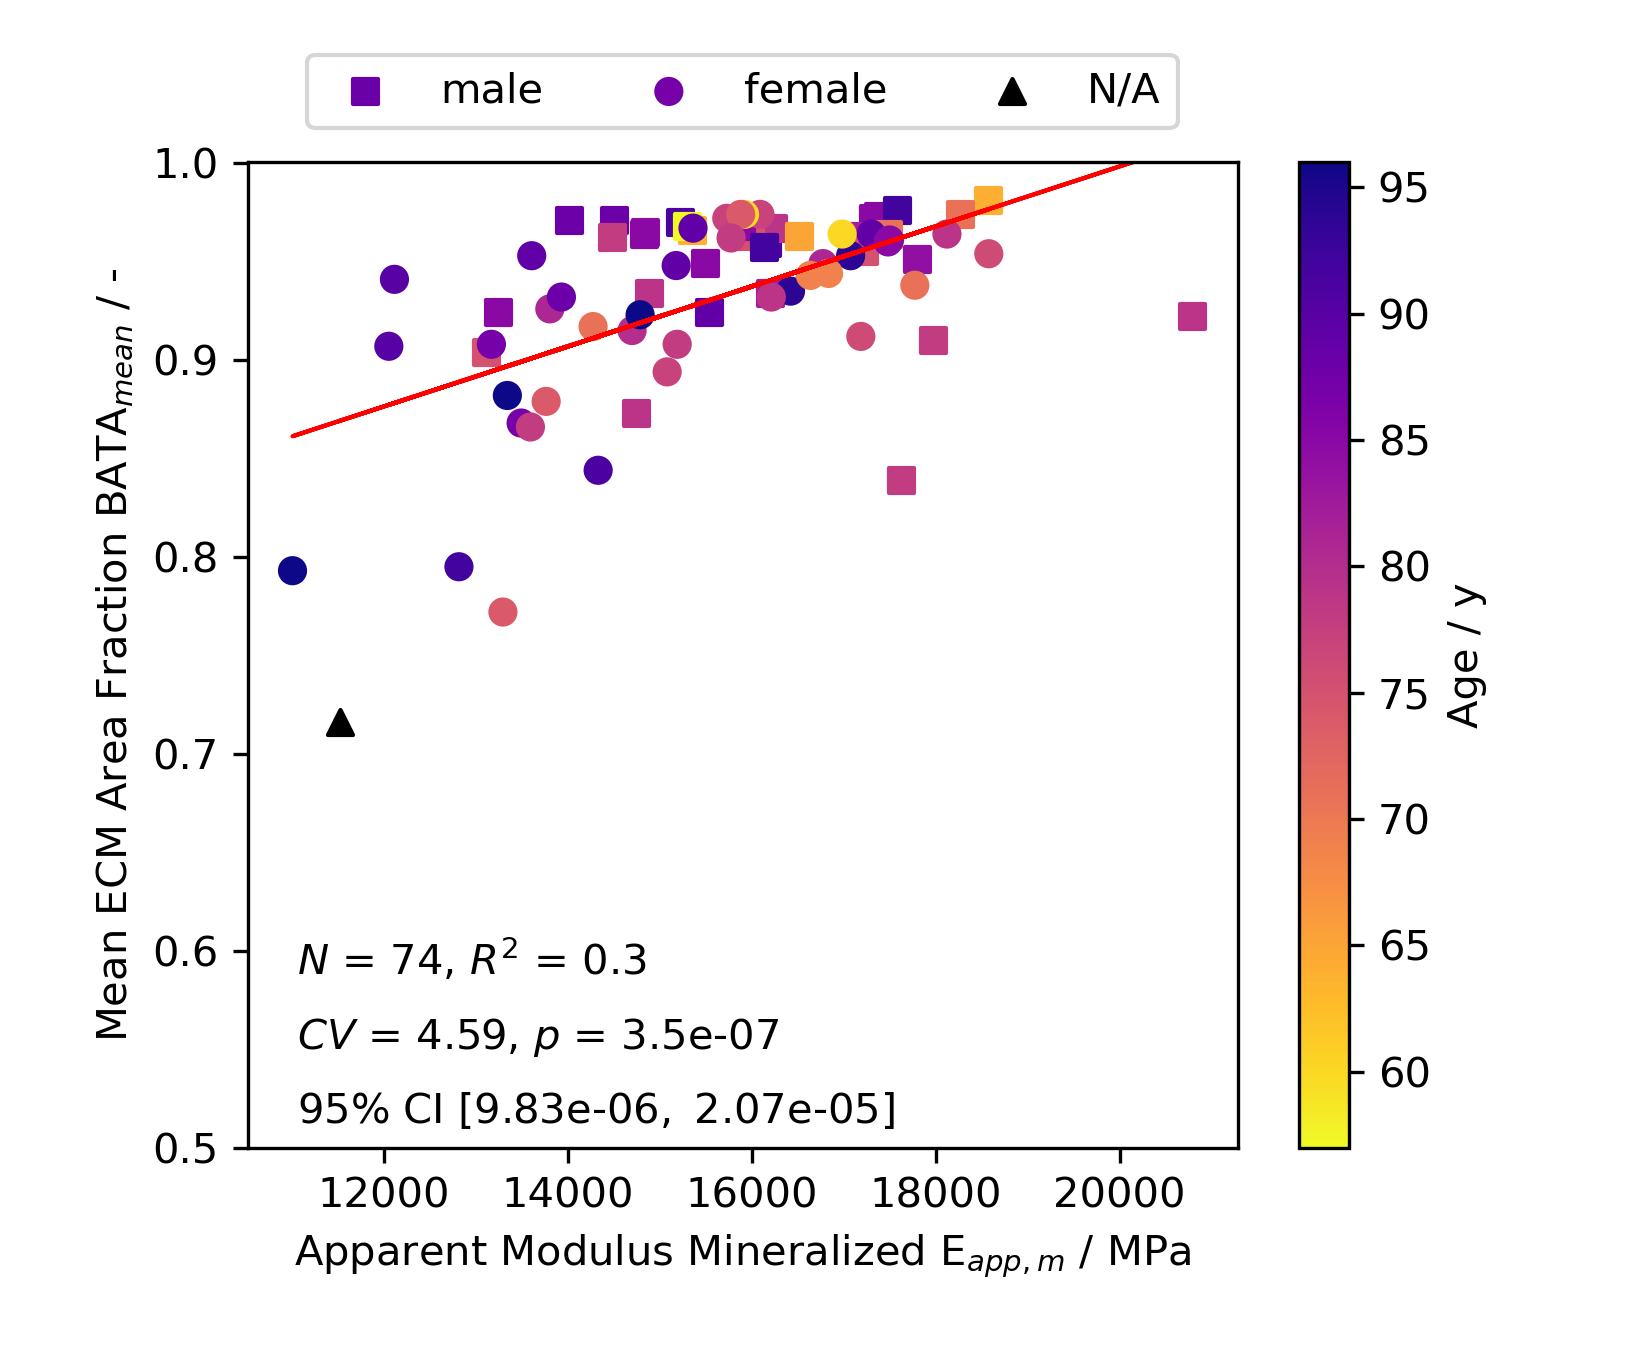 male female N/A
1.0
0.9
0.8
0.7
0.6
0.5
Mean ECM Area Fraction BATAmean / -
N = 74, R² = 0.3
CV = 4.59, p = 3.5e-07
95% CI [9.83e-06, 2.07e-05]
12000 14000 16000 18000 20000
Apparent Modulus Mineralized Eapp,m / MPa
95
90
85
80
75
70
65
60
Age / y